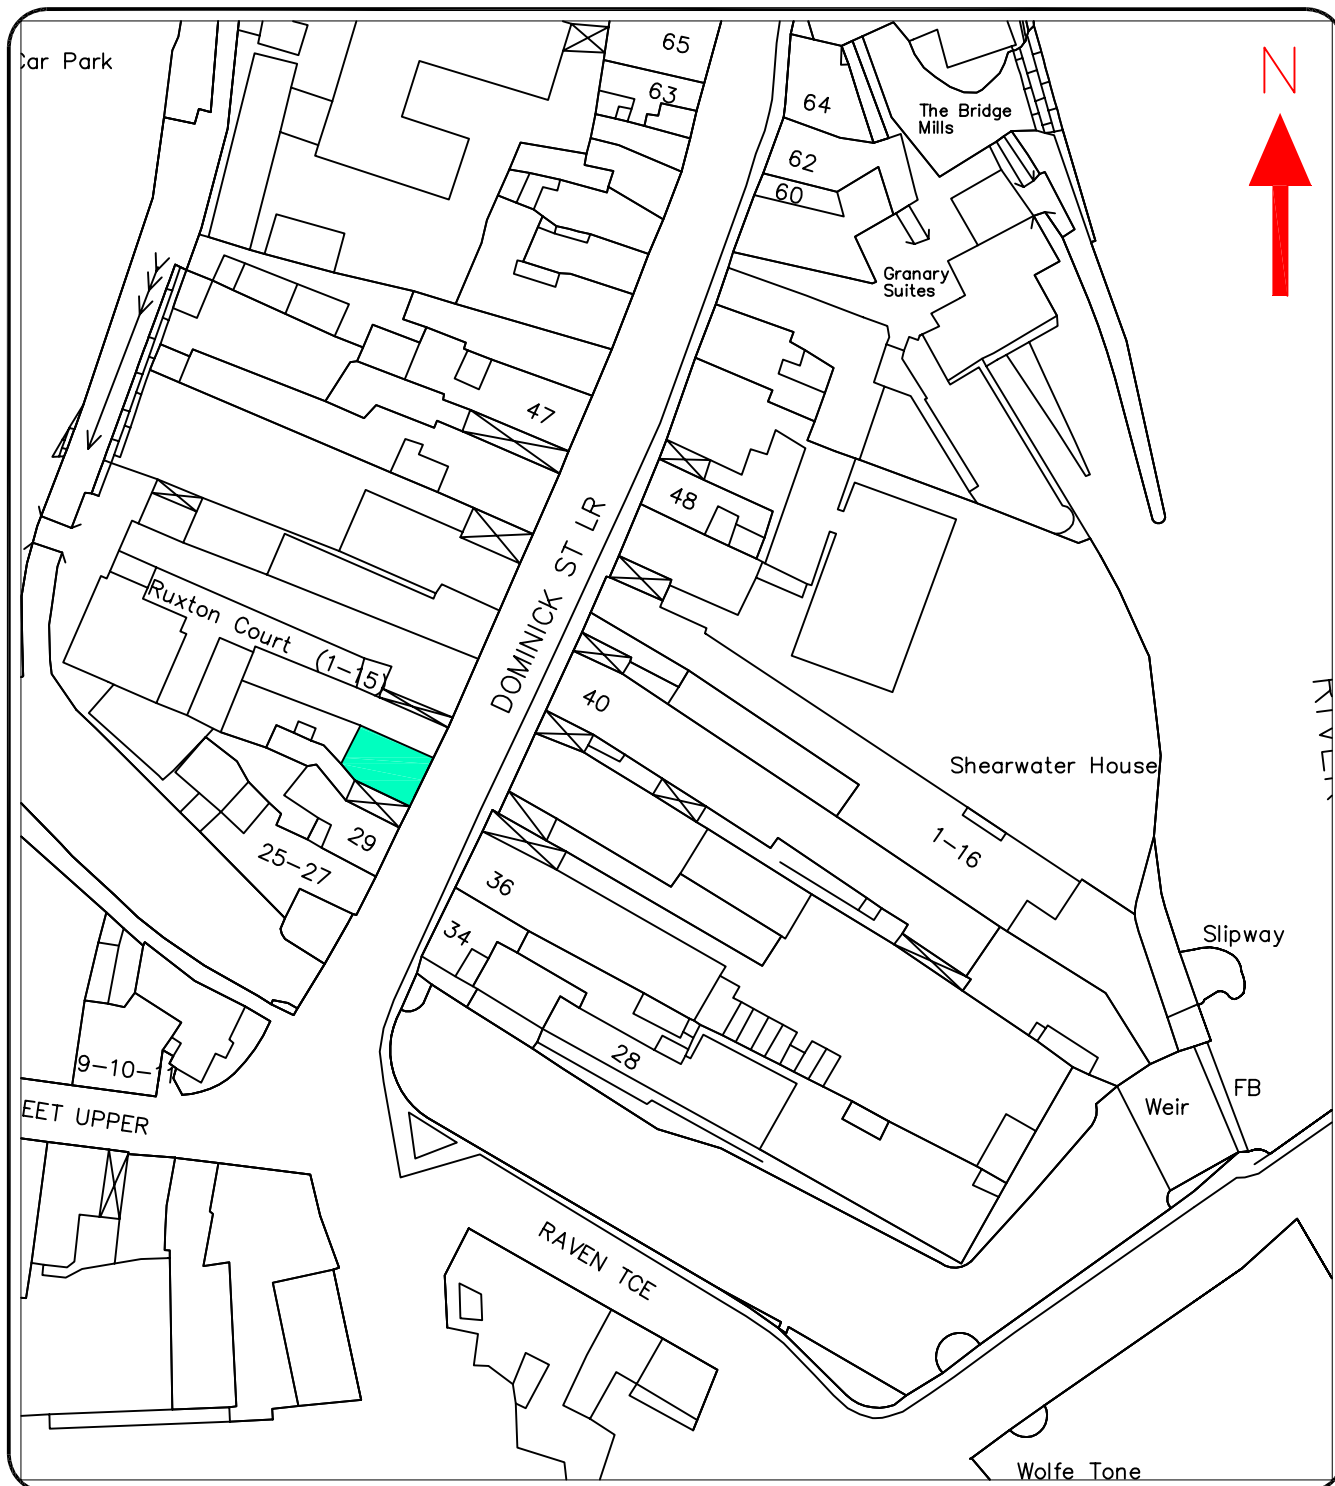 N
Car Park
65
63
64
The Bridge
Mills
62
60
Granary
Suites
47
48
DOMINICK ST LR
Ruxton Court (1-15)
40
RIVER
Shearwater House
1-16
29
25-27
36
34
Slipway
28
9-10-11
FB
Weir
EET UPPER
RAVEN TCE
Wolfe Tone